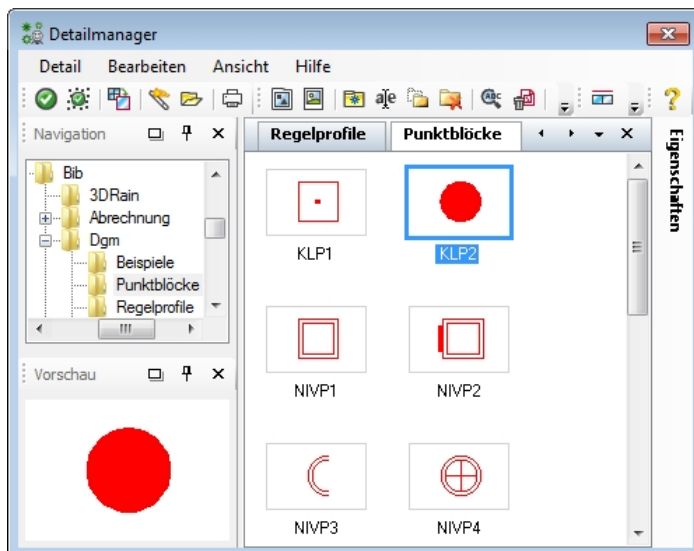 Detailmanager
Detail Bearbeiten Ansicht Hilfe
Navigation
Bib
3DRain
Abrechnung
Dgm
Beispiele
Punktblöcke
Regelprofile
Vorschau
Regelprofile Punktblöcke
KLP1 KLP2
NIVP1 NIVP2
NIVP3 NIVP4
Eigenschaften